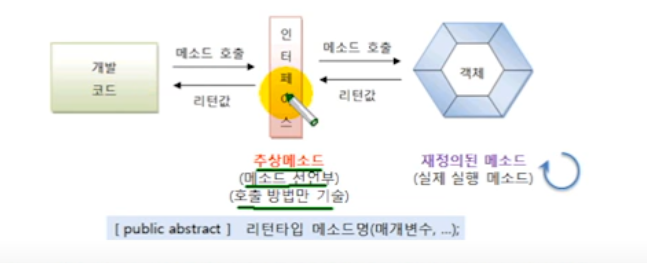 개발
코드
메소드 호출
리턴값
인
터
페
스
메소드 호출
리턴값
객체
추상메소드
(메소드 선언부)
(호출 방법만 기술)
재정의된 메소드
(실제 실행 메소드)
[ public abstract ] 리턴타입 메소드명(매개변수, ...);